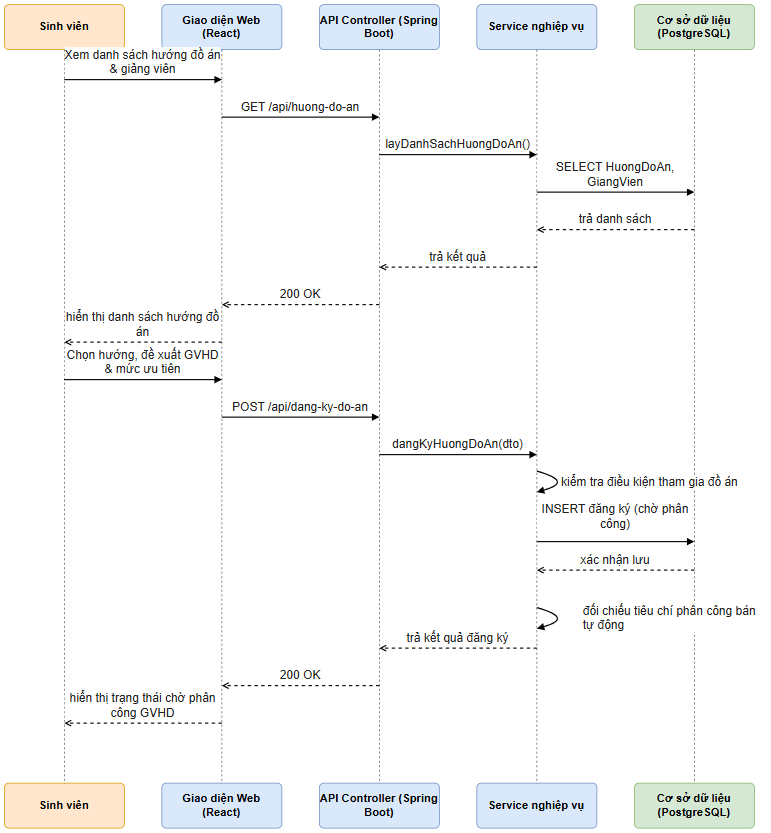 Sinh viên
Giao diện Web
(React)
API Controller (Spring
Boot)
Service nghiệp vụ
Cơ sở dữ liệu
(PostgreSQL)
Xem danh sách hướng đồ án
& giảng viên
GET /api/huong-do-an
layDanhSachHuongDoAn()
SELECT HuongDoAn,
GiangVien
trả danh sách
trả kết quả
200 OK
hiển thị danh sách hướng đồ
án
Chọn hướng, đề xuất GVHD
& mức ưu tiên
POST /api/dang-ky-do-an
dangKyHuongDoAn(dto)
kiểm tra điều kiện tham gia đồ án
INSERT đăng ký (chờ phân
công)
xác nhận lưu
đối chiếu tiêu chí phân công bán
tự động
trả kết quả đăng ký
200 OK
hiển thị trạng thái chờ phân
công GVHD
Sinh viên
Giao diện Web
(React)
API Controller (Spring
Boot)
Service nghiệp vụ
Cơ sở dữ liệu
(PostgreSQL)